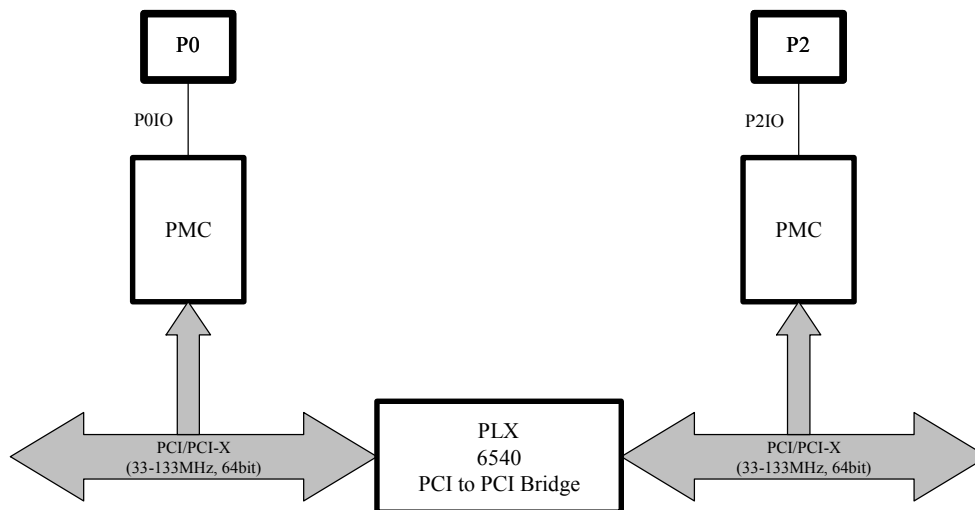 P0
P2
P0IO
P2IO
PMC
PMC
PCI/PCI-X
(33-133MHz, 64bit)
PLX
6540
PCI to PCI Bridge
PCI/PCI-X
(33-133MHz, 64bit)